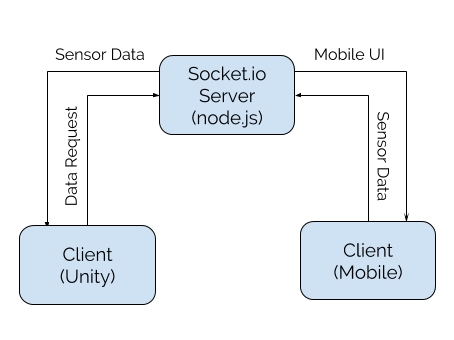 Sensor Data
Mobile UI
Socket.io
Server
(node.js)
Data Request
Sensor Data
Client
(Unity)
Client
(Mobile)